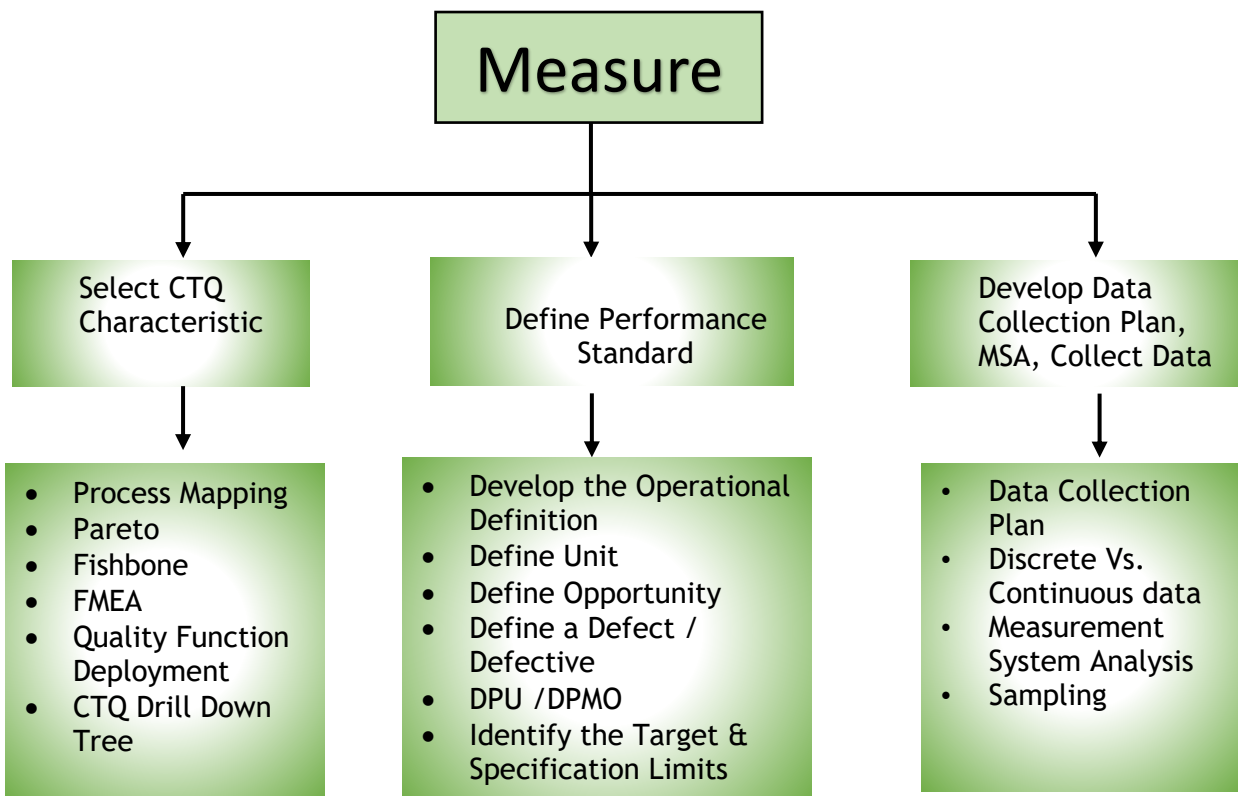 Measure
Select CTQ
Characteristic
Define Performance
Standard
Develop Data
Collection Plan,
MSA, Collect Data
• Process Mapping
• Pareto
• Fishbone
• FMEA
• Quality Function
Deployment
• CTQ Drill Down
Tree
• Develop the Operational
Definition
• Define Unit
• Define Opportunity
• Define a Defect /
Defective
• DPU /DPMO
• Identify the Target &
Specification Limits
• Data Collection
Plan
• Discrete Vs.
Continuous data
• Measurement
System Analysis
• Sampling